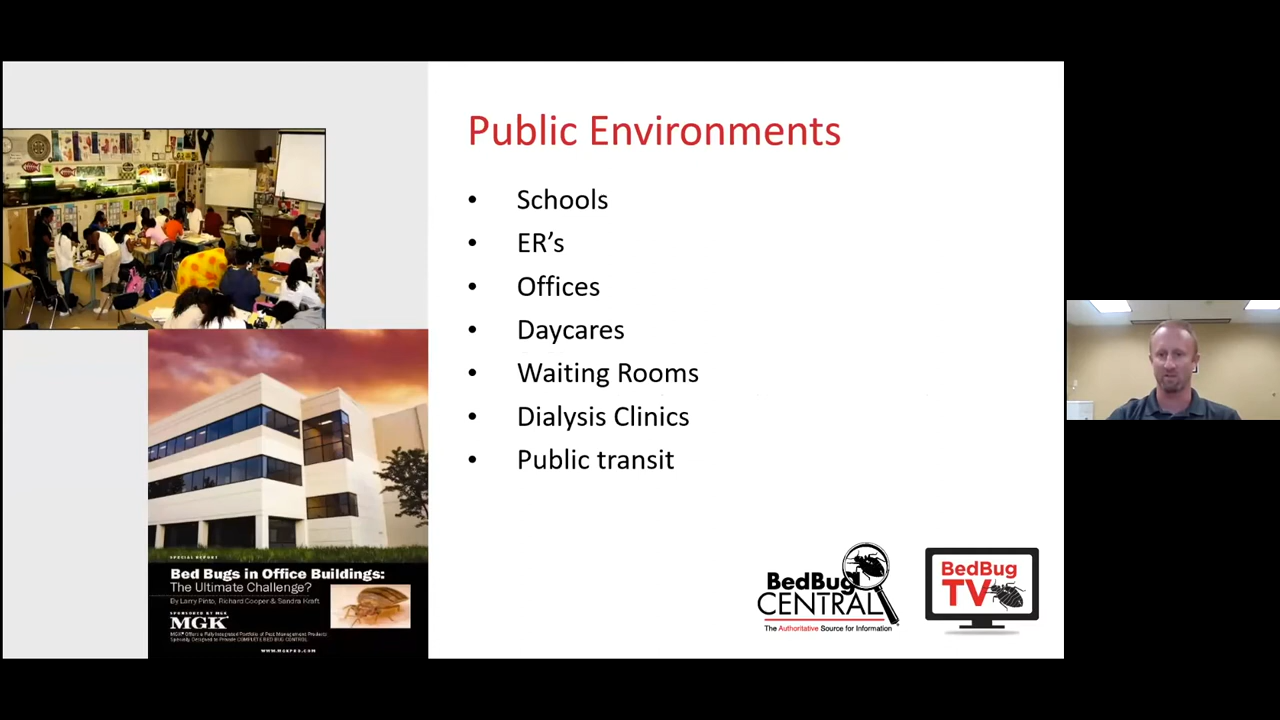 Public Environments
• Schools
• ER’s
• Offices
• Daycares
• Waiting Rooms
• Dialysis Clinics
• Public transit
SPECIAL REPORT
Bed Bugs in Office Buildings:
The Ultimate Challenge?
By Larry Pinto, Richard Cooper & Sandra Kraft
SPONSORED BY MGK
MGK
MGK® Offers a Fully Integrated Portfolio of Pest Management Products
Specially Designed to Provide COMPLETE BED BUG CONTROL
WWW.MGKPRO.COM
BedBug
CENTRAL
The Authoritative Source for Information
BedBug
TV